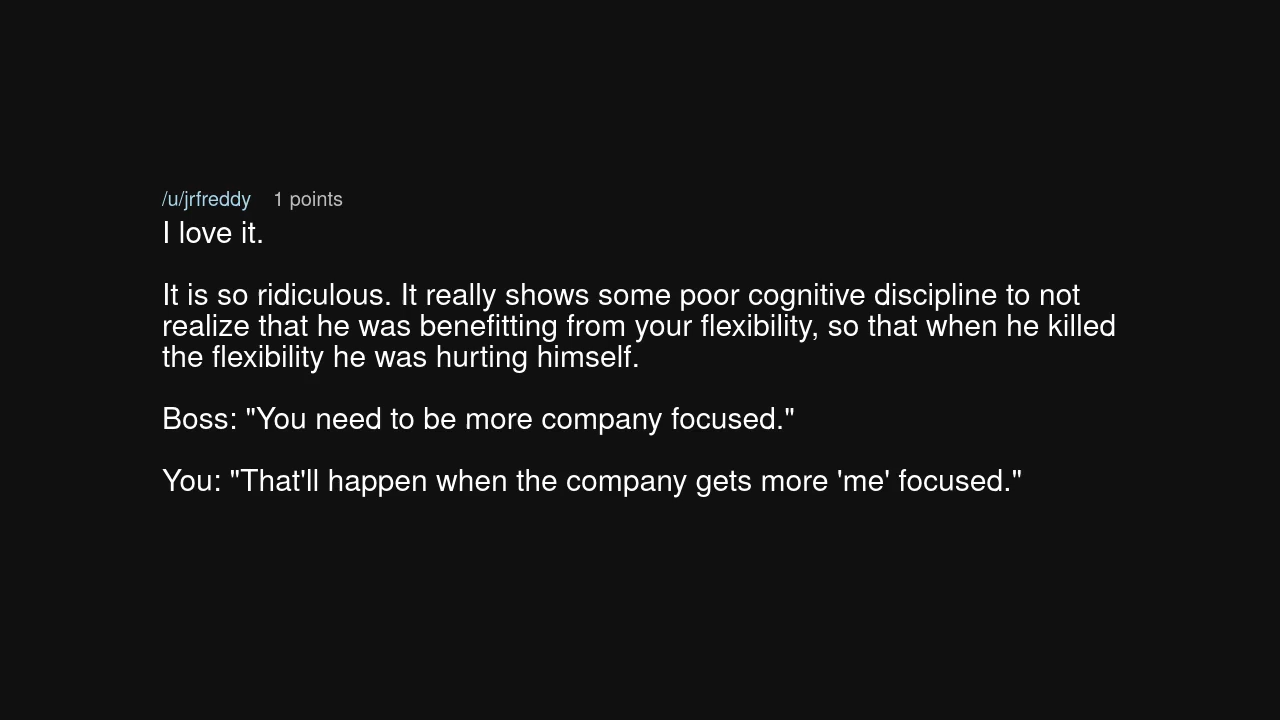 /u/jrfreddy 1 points
I love it.
It is so ridiculous. It really shows some poor cognitive discipline to not
realize that he was benefitting from your flexibility, so that when he killed
the flexibility he was hurting himself.
Boss: "You need to be more company focused."
You: "That'll happen when the company gets more 'me' focused."